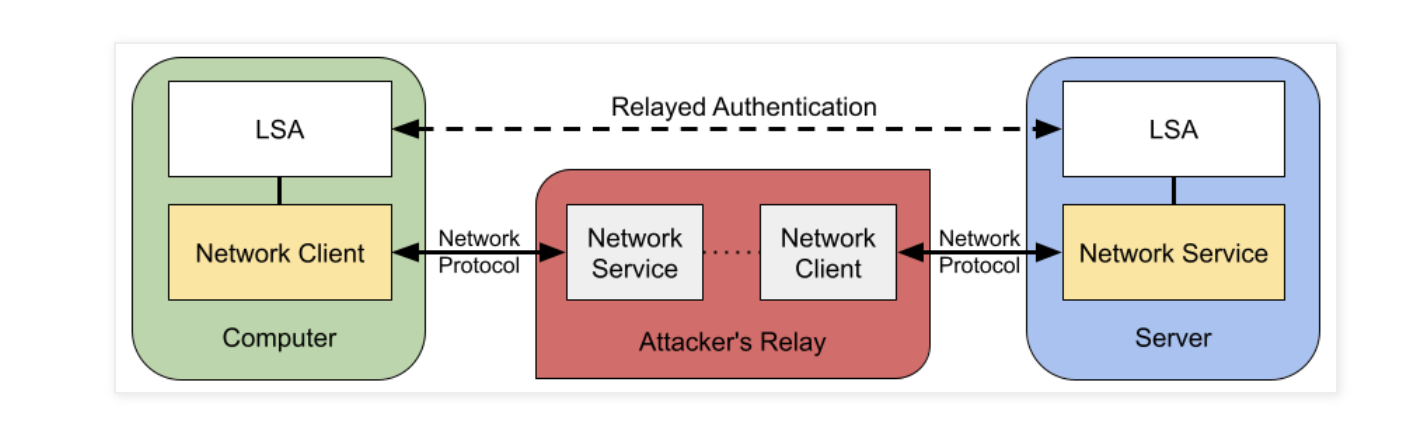 Relayed Authentication
LSA
LSA
Network Client
Network
Protocol
Network
Service
Network
Client
Network
Protocol
Network Service
Computer
Attacker's Relay
Server